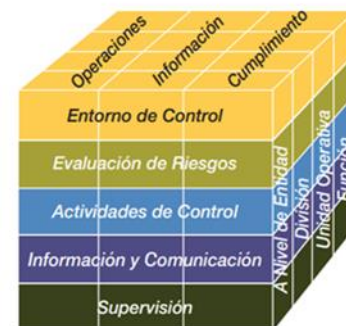 Operaciones
Información
Cumplimiento
Entorno de Control
Evaluación de Riesgos
Actividades de Control
Información y Comunicación
Supervisión
A Nivel de Entidad
División
Unidad Operativa
Función